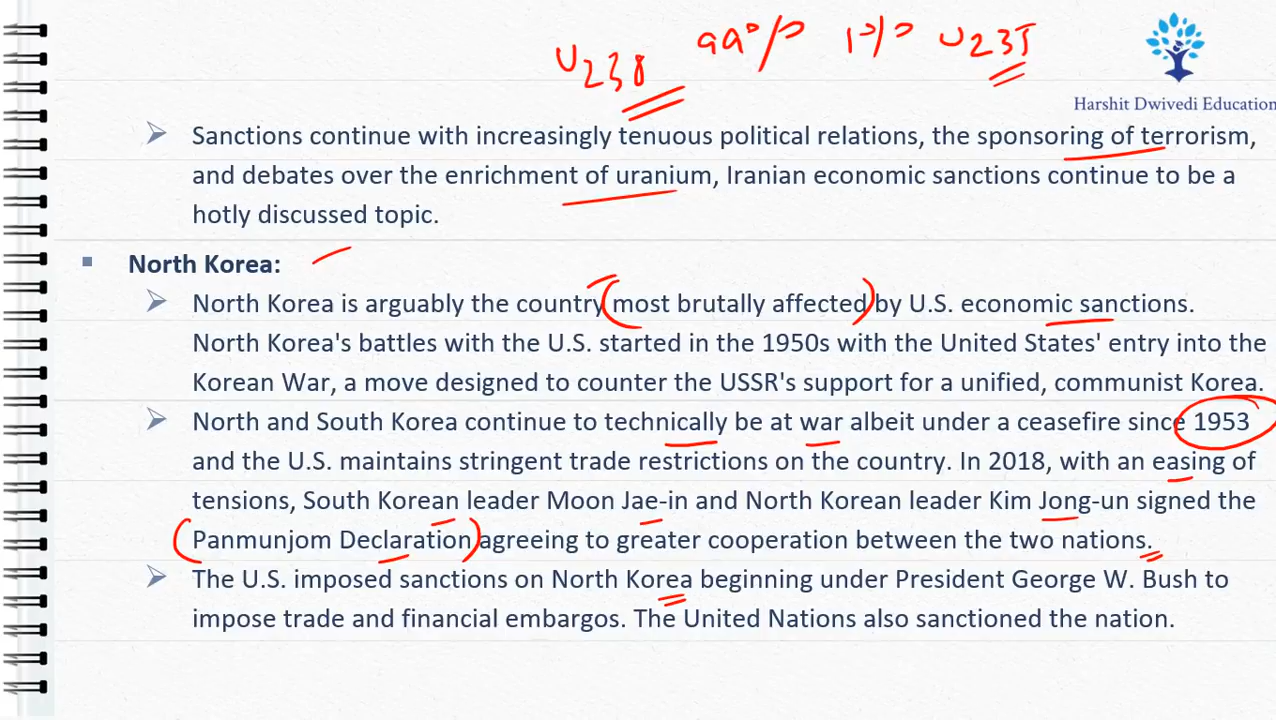 U238 99% 1% U235
Harshit Dwivedi Education
Sanctions continue with increasingly tenuous political relations, the sponsoring of terrorism,
and debates over the enrichment of uranium, Iranian economic sanctions continue to be a
hotly discussed topic.
North Korea:
North Korea is arguably the country most brutally affected by U.S. economic sanctions.
North Korea's battles with the U.S. started in the 1950s with the United States' entry into the
Korean War, a move designed to counter the USSR's support for a unified, communist Korea.
North and South Korea continue to technically be at war albeit under a ceasefire since 1953
and the U.S. maintains stringent trade restrictions on the country. In 2018, with an easing of
tensions, South Korean leader Moon Jae-in and North Korean leader Kim Jong-un signed the
Panmunjom Declaration agreeing to greater cooperation between the two nations.
The U.S. imposed sanctions on North Korea beginning under President George W. Bush to
impose trade and financial embargos. The United Nations also sanctioned the nation.